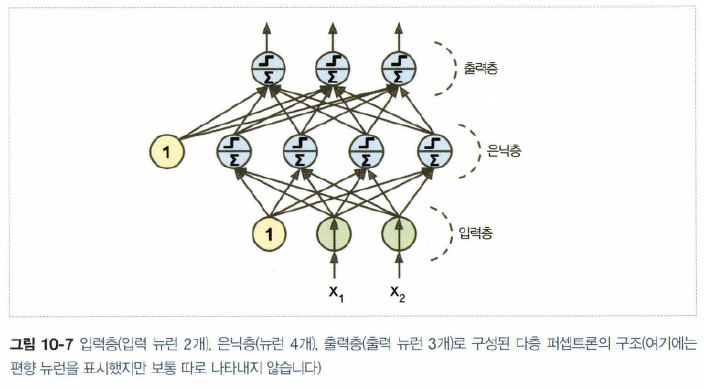 Σ Σ Σ
출력층
1
Σ Σ Σ Σ
은닉층
1
입력층
x1 x2
그림 10-7 입력층(입력 뉴런 2개), 은닉층(뉴런 4개), 출력층(출력 뉴런 3개)로 구성된 다층 퍼셉트론의 구조(여기에는
편향 뉴런을 표시했지만 보통 따로 나타내지 않습니다)